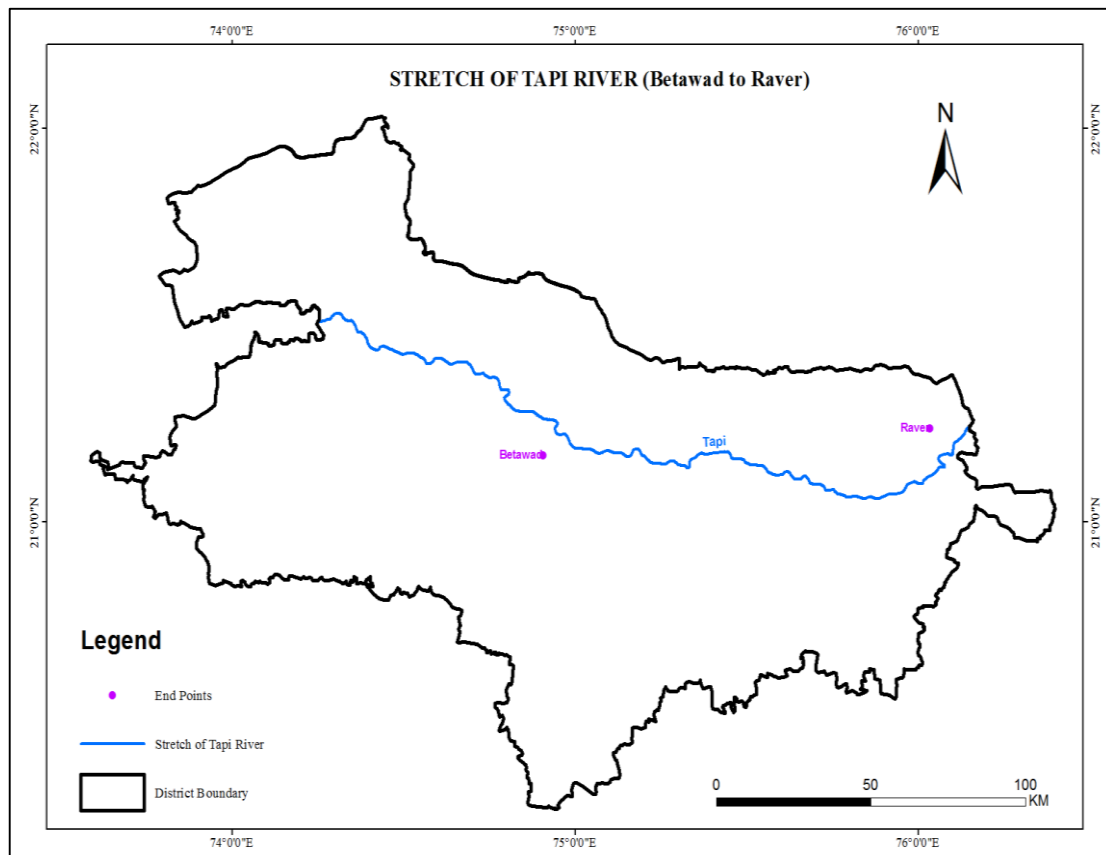 74°0'0"E 75°0'0"E 76°0'0"E
STRETCH OF TAPI RIVER (Betawad to Raver)
N
22°0'0"N 22°0'0"N
Raver
Tapi
Betawad
21°0'0"N 21°0'0"N
Legend
End Points
Stretch of Tapi River
District Boundary
0 50 100
KM
74°0'0"E 75°0'0"E 76°0'0"E